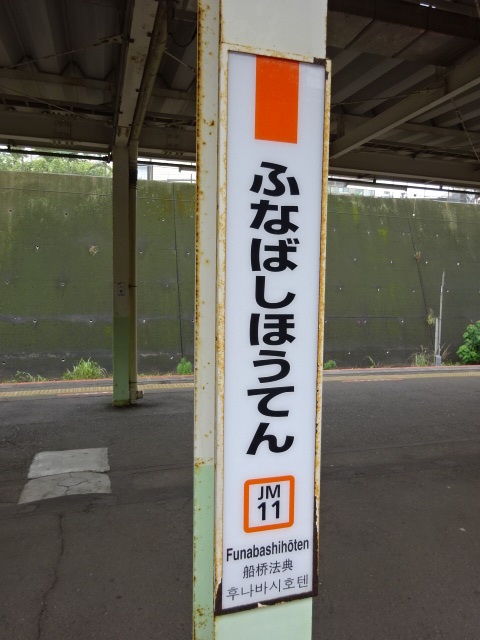 ふなばしほうてん
JM
11
Funabashihōten
船桥法典
후나바시호텐